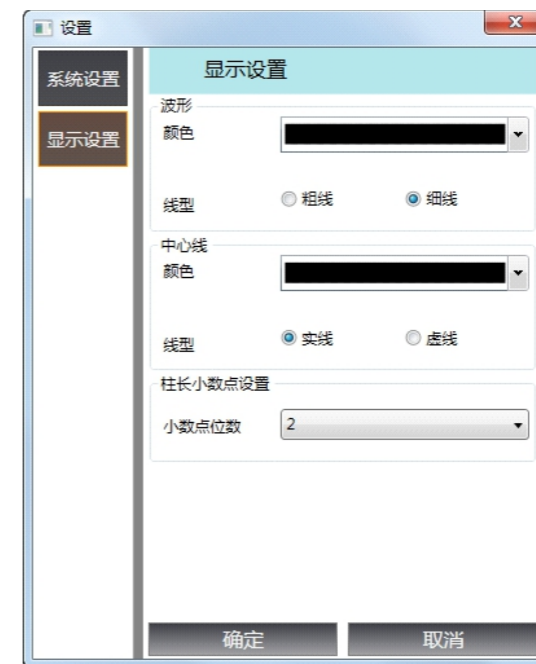 设置
系统设置
显示设置
显示设置
波形
颜色
线型 粗线 细线
中心线
颜色
线型 实线 虚线
柱长小数点设置
小数点位数 2
确定 取消